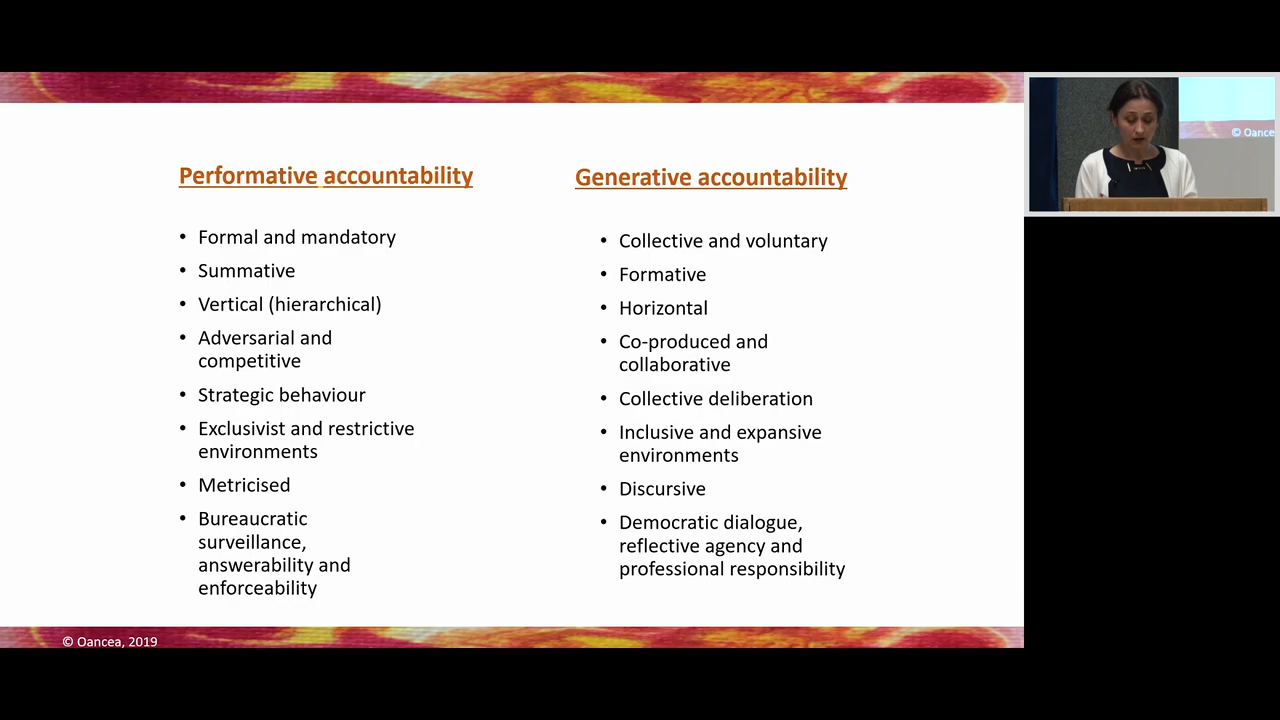 Performative accountability
• Formal and mandatory
• Summative
• Vertical (hierarchical)
• Adversarial and
competitive
• Strategic behaviour
• Exclusivist and restrictive
environments
• Metricised
• Bureaucratic
surveillance,
answerability and
enforceability
Generative accountability
• Collective and voluntary
• Formative
• Horizontal
• Co-produced and
collaborative
• Collective deliberation
• Inclusive and expansive
environments
• Discursive
• Democratic dialogue,
reflective agency and
professional responsibility
© Oancea, 2019
© Oance